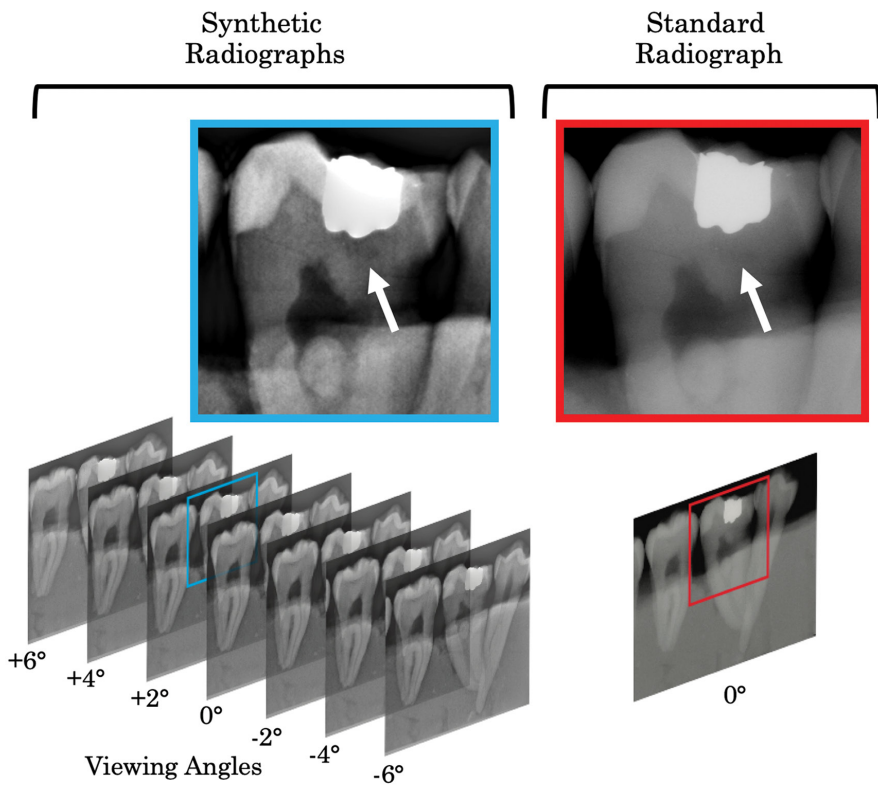 Synthetic
Radiographs
Standard
Radiograph
+6°
+4°
+2°
0°
-2°
-4°
-6°
Viewing Angles
0°